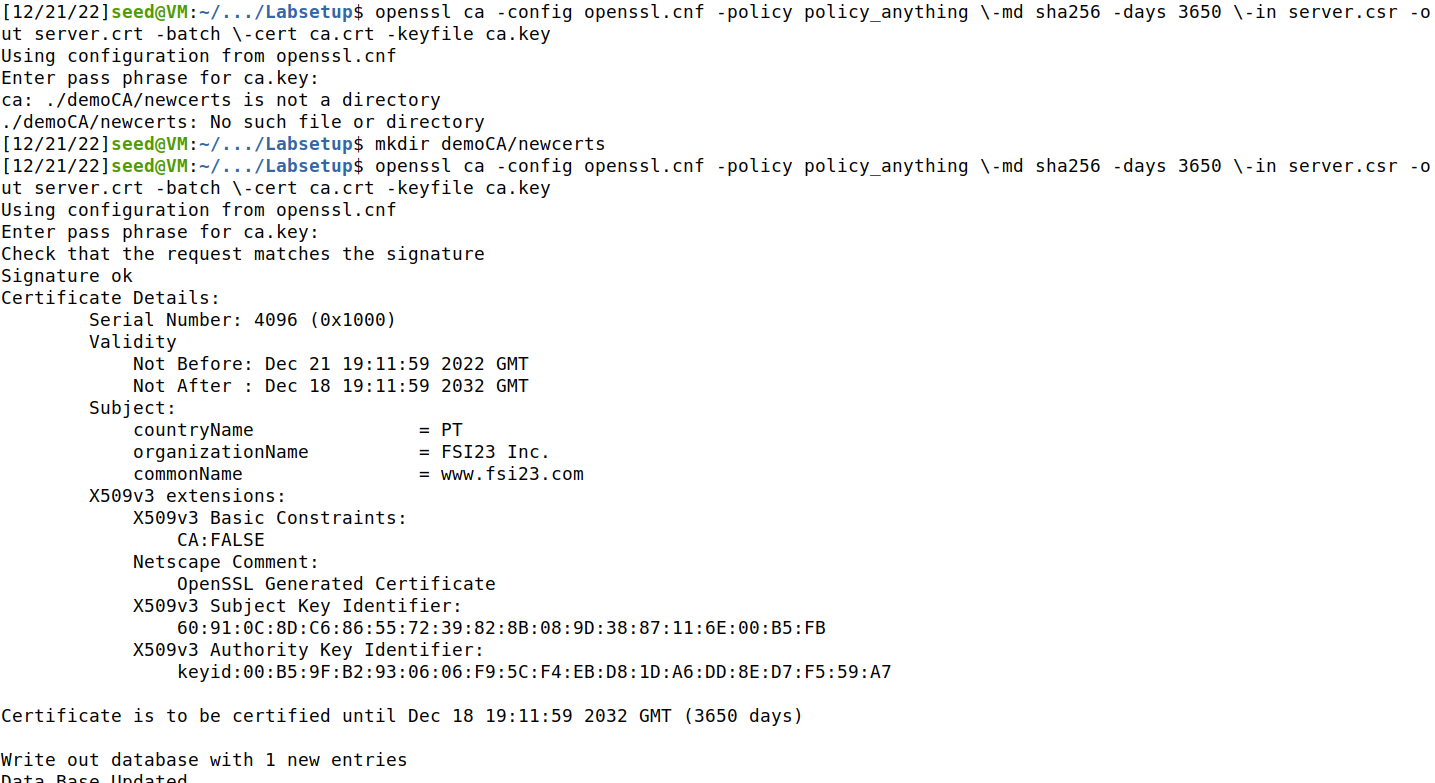 [12/21/22]seed@VM:~/.../Labsetup$ openssl ca -config openssl.cnf -policy policy_anything \-md sha256 -days 3650 \-in server.csr -o
ut server.crt -batch \-cert ca.crt -keyfile ca.key
Using configuration from openssl.cnf
Enter pass phrase for ca.key:
ca: ./demoCA/newcerts is not a directory
./demoCA/newcerts: No such file or directory
[12/21/22]seed@VM:~/.../Labsetup$ mkdir demoCA/newcerts
[12/21/22]seed@VM:~/.../Labsetup$ openssl ca -config openssl.cnf -policy policy_anything \-md sha256 -days 3650 \-in server.csr -o
ut server.crt -batch \-cert ca.crt -keyfile ca.key
Using configuration from openssl.cnf
Enter pass phrase for ca.key:
Check that the request matches the signature
Signature ok
Certificate Details:
        Serial Number: 4096 (0x1000)
        Validity
            Not Before: Dec 21 19:11:59 2022 GMT
            Not After : Dec 18 19:11:59 2032 GMT
        Subject:
            countryName               = PT
            organizationName          = FSI23 Inc.
            commonName                = www.fsi23.com
        X509v3 extensions:
            X509v3 Basic Constraints:
                CA:FALSE
            Netscape Comment:
                OpenSSL Generated Certificate
            X509v3 Subject Key Identifier:
                60:91:0C:8D:C6:86:55:72:39:82:8B:08:9D:38:87:11:6E:00:B5:FB
            X509v3 Authority Key Identifier:
                keyid:00:B5:9F:B2:93:06:06:F9:5C:F4:EB:D8:1D:A6:DD:8E:D7:F5:59:A7

Certificate is to be certified until Dec 18 19:11:59 2032 GMT (3650 days)

Write out database with 1 new entries
Data Base Updated